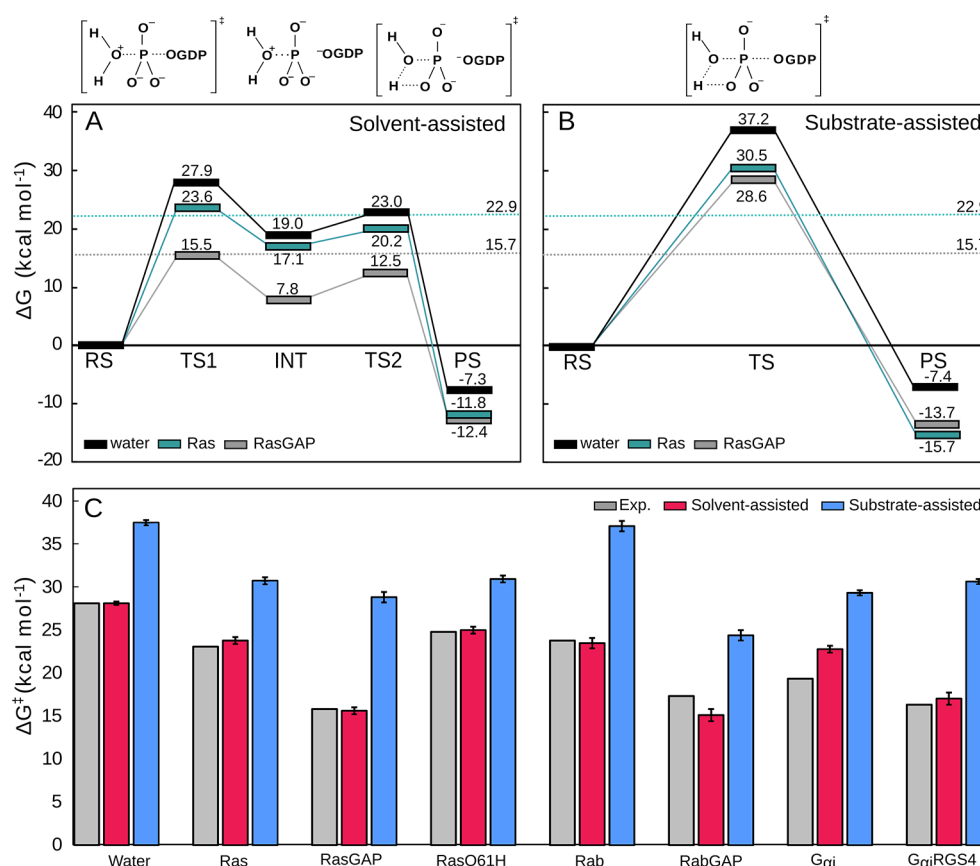 ‡ ‡ ‡
O⁻ H H O⁺ P OGDP O⁻ O⁻
O⁻ H H O⁺ P ⁻OGDP O⁻ O⁻
O⁻ H O P ⁻OGDP H O O⁻
O⁻ H O P OGDP H O O⁻
A Solvent-assisted
ΔG (kcal mol⁻¹)
40
30
20
10
0
-10
-20
27.9
23.6
15.5
19.0
17.1
7.8
23.0
20.2
12.5
22.9
15.7
RS TS1 INT TS2 PS
-7.3
-11.8
-12.4
water Ras RasGAP
‡
B Substrate-assisted
37.2
30.5
28.6
22.9
15.7
RS TS PS
-7.4
-13.7
-15.7
water Ras RasGAP
C Exp. Solvent-assisted Substrate-assisted
ΔG‡ (kcal mol⁻¹)
40
35
30
25
20
15
10
5
0
Water Ras RasGAP RasQ61H Rab RabGAP Gαi GαiRGS4